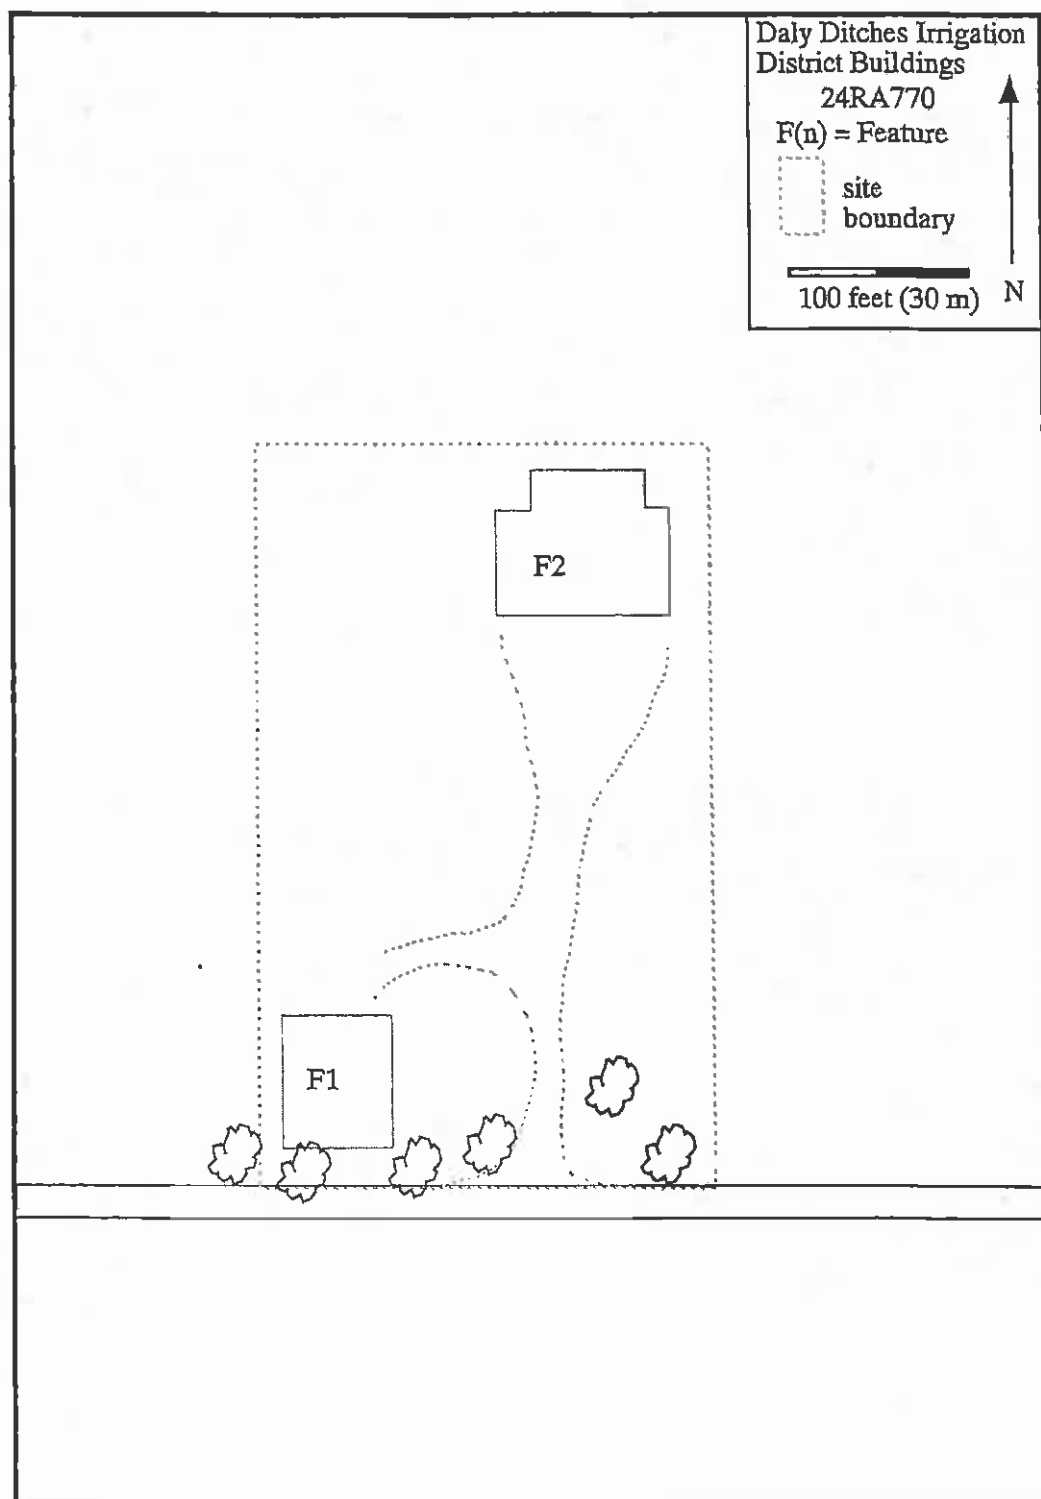 Daly Ditches Irrigation
District Buildings
24RA770
F(n) = Feature
site
boundary
100 feet (30 m)
N
F2
F1